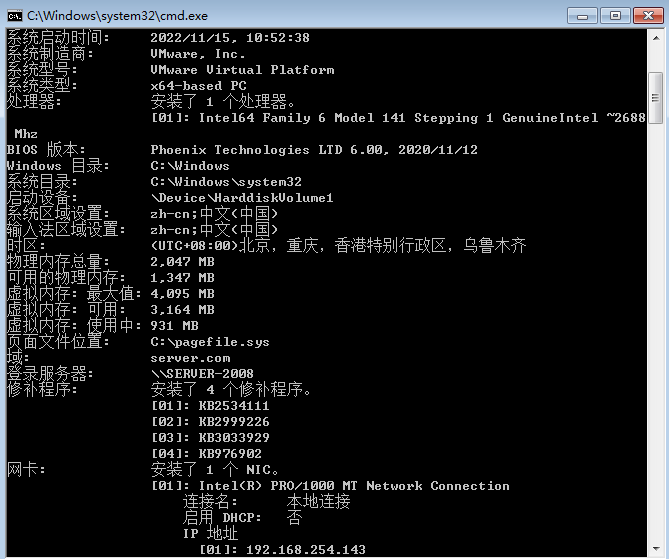 C:\Windows\system32\cmd.exe
系统启动时间: 2022/11/15, 10:52:38
系统制造商: VMware, Inc.
系统型号: VMware Virtual Platform
系统类型: x64-based PC
处理器: 安装了 1 个处理器。
[01]: Intel64 Family 6 Model 141 Stepping 1 GenuineIntel ~2688
Mhz
BIOS 版本: Phoenix Technologies LTD 6.00, 2020/11/12
Windows 目录: C:\Windows
系统目录: C:\Windows\system32
启动设备: \Device\HarddiskVolume1
系统区域设置: zh-cn;中文(中国)
输入法区域设置: zh-cn;中文(中国)
时区: (UTC+08:00)北京，重庆，香港特别行政区，乌鲁木齐
物理内存总量: 2,047 MB
可用的物理内存: 1,347 MB
虚拟内存: 最大值: 4,095 MB
虚拟内存: 可用: 3,164 MB
虚拟内存: 使用中: 931 MB
页面文件位置: C:\pagefile.sys
域: server.com
登录服务器: \\SERVER-2008
修补程序: 安装了 4 个修补程序。
[01]: KB2534111
[02]: KB2999226
[03]: KB3033929
[04]: KB976902
网卡: 安装了 1 个 NIC。
[01]: Intel(R) PRO/1000 MT Network Connection
连接名: 本地连接
启用 DHCP: 否
IP 地址
[01]: 192.168.254.143